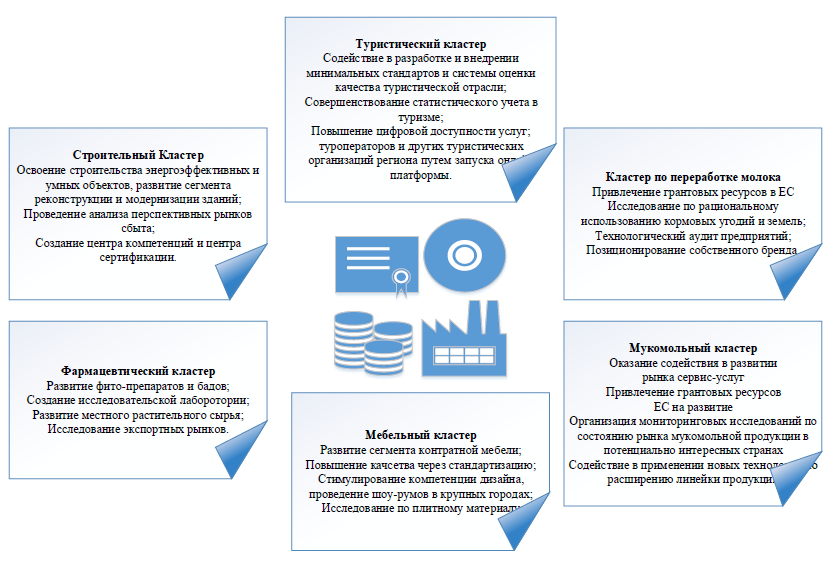 Туристический кластер
Содействие в разработке и внедрении
минимальных стандартов и системы оценки
качества туристической отрасли;
Совершенствование статистического учета в
туризме;
Повышение цифровой доступности услуг;
туроператоров и других туристических
организаций региона путем запуска
платформы.
Строительный Кластер
Освоение строительства энергоэффективных и
умных объектов, развитие сегмента
реконструкции и модернизации зданий;
Проведение анализа перспективных рынков
сбыта;
Создание центра компетенций и центра
сертификации.
Кластер по переработке молока
Привлечение грантовых ресурсов в ЕС
Исследование по рациональному
использованию кормовых угодий и земель;
Технологический аудит предприятий;
Позиционирование собственного бренда
Фармацевтический кластер
Развитие фито-препаратов и бадов;
Создание исследовательской лаборотории;
Развитие местного растительного сырья;
Исследование экспортных рынков.
Мебельный кластер
Развитие сегмента контратной мебели;
Повышение качсетва через стандартизацию;
Стимулирование компетенции дизайна,
проведение шоу-румов в крупных городах;
Исследование по плитному материалу
Мукомольный кластер
Оказание содействия в развитии
рынка сервис-услуг
Привлечение грантовых ресурсов
ЕС на развитие
Организация мониторинговых исследований по
состоянию рынка мукомольной продукции в
потенциально интересных странах
Содействие в применении новых по
расширению линейки продукции